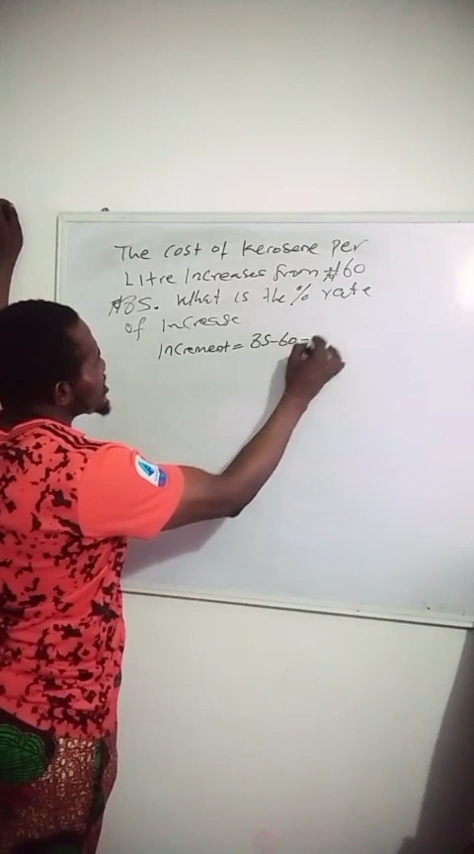 The cost of Kerosene Per
Litre Increases from ₦60
₦85. What is the % rate
of Increase
Increment = 85-60=